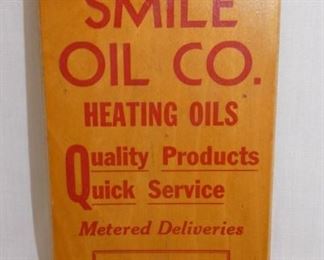 SMILE
OIL CO.
HEATING OILS
Quality Products
Quick Service
Metered Deliveries